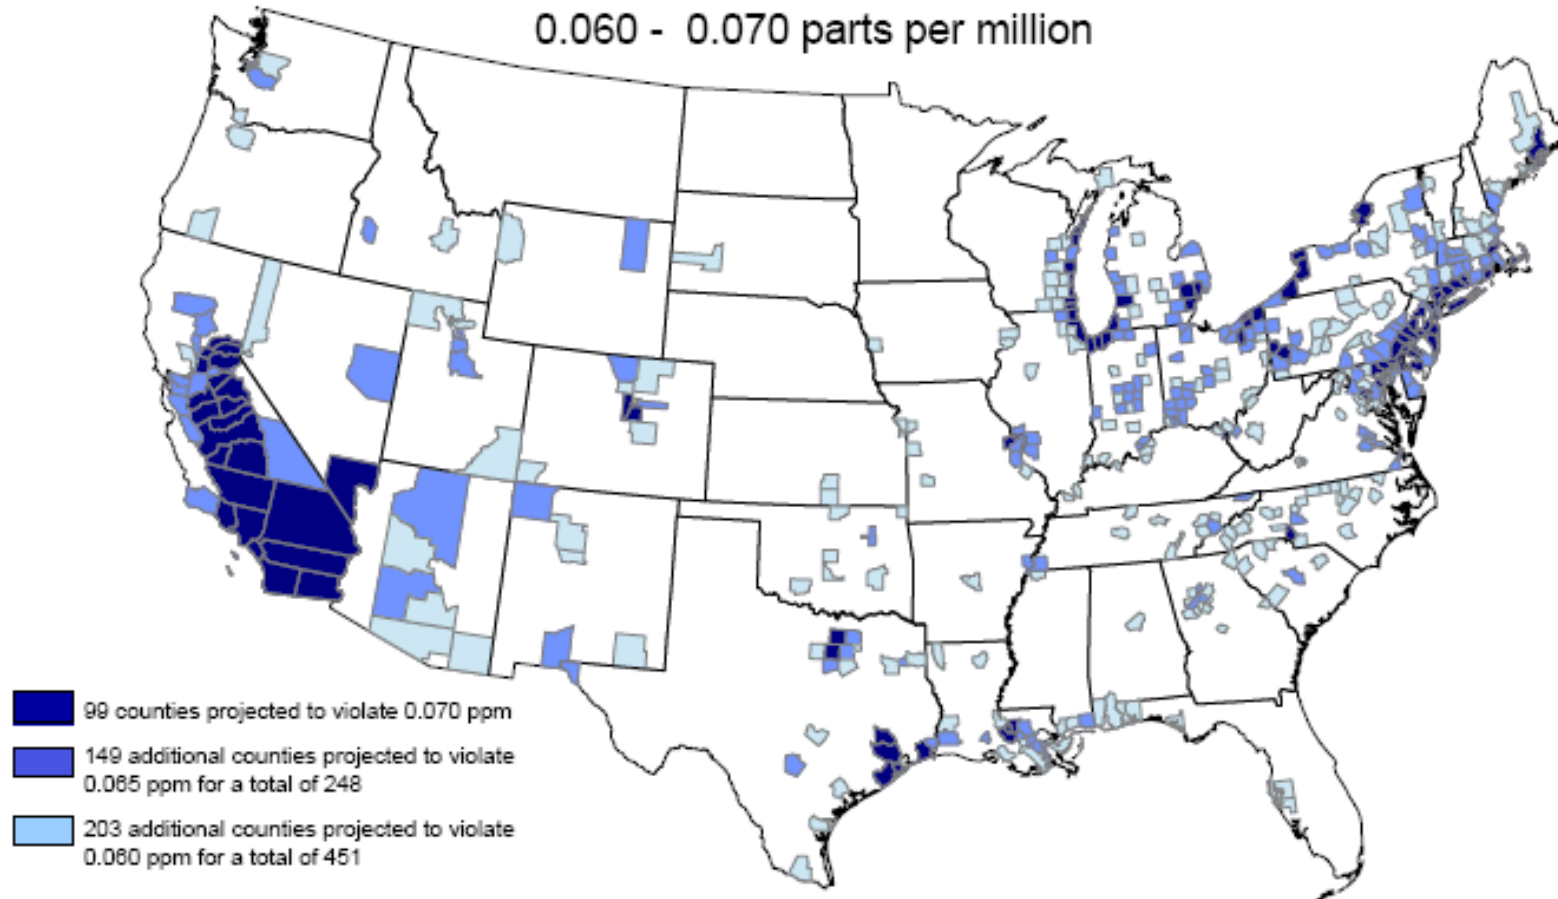 0.060 - 0.070 parts per million
99 counties projected to violate 0.070 ppm
149 additional counties projected to violate
0.065 ppm for a total of 248
203 additional counties projected to violate
0.060 ppm for a total of 451